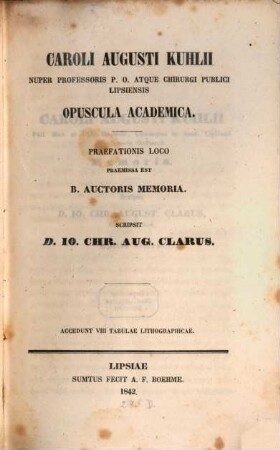 CAROLI AUGUSTI KUHLII
NUPER PROFESSORIS P. O. ATQUE CHIRURGI PUBLICI
LIPSIENSIS
OPUSCULA ACADEMICA.
PRAEFATIONIS LOCO
PRAEMISSA EST
B. AUCTORIS MEMORIA.
SCRIPSIT
D. IO. CHR. AUG. CLARUS.
ACCEDUNT VIII TABULAE LITHOGRAPHICAE.
LIPSIAE
SUMTUS FECIT A. F. BOEHME.
1842.